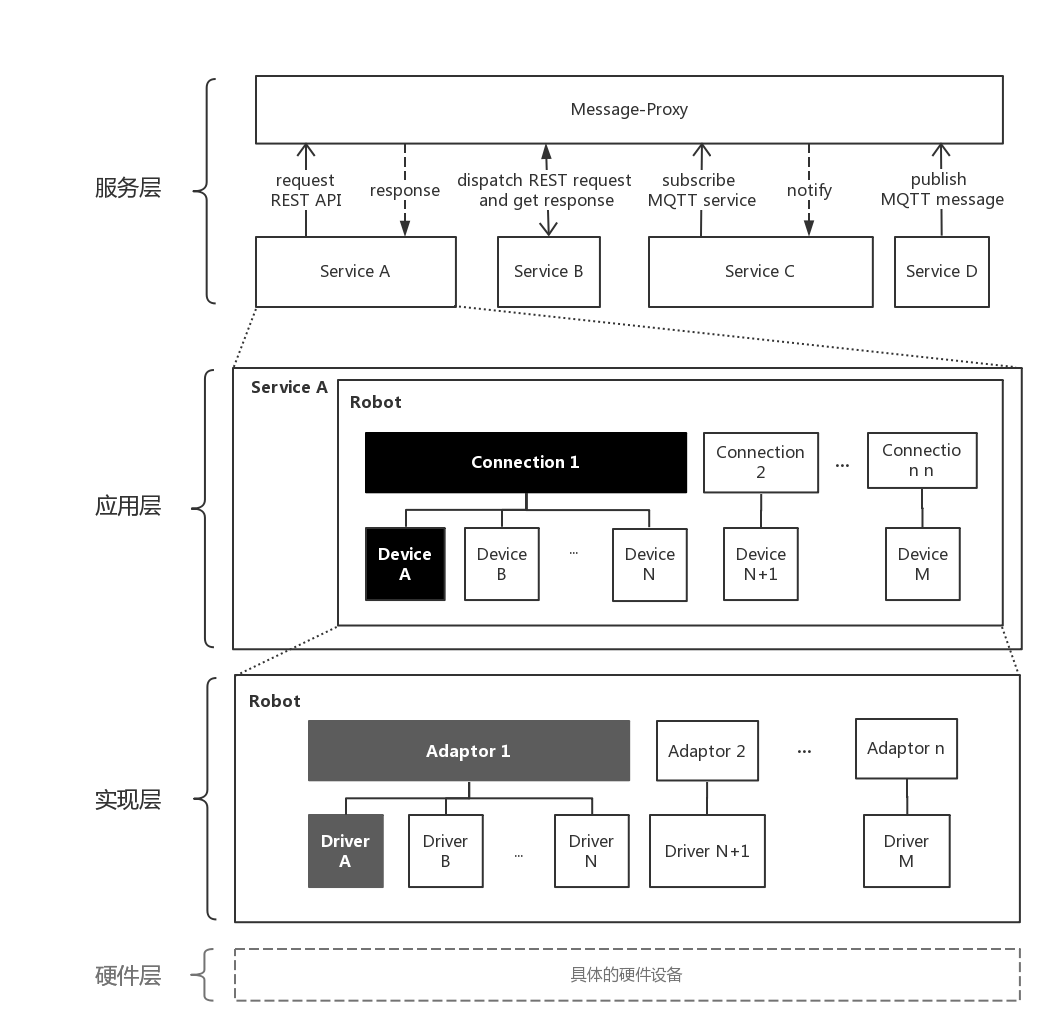 Message-Proxy
服务层
request
REST API
response
dispatch REST request
and get response
subscribe
MQTT service
notify
publish
MQTT message
Service A
Service B
Service C
Service D
应用层
Service A
Robot
Connection 1
Connection
2
...
Connectio
n n
Device
A
Device
B
...
Device
N
Device
N+1
Device
M
实现层
Robot
Adaptor 1
Adaptor 2
...
Adaptor n
Driver
A
Driver
B
...
Driver
N
Driver N+1
Driver
M
硬件层
具体的硬件设备